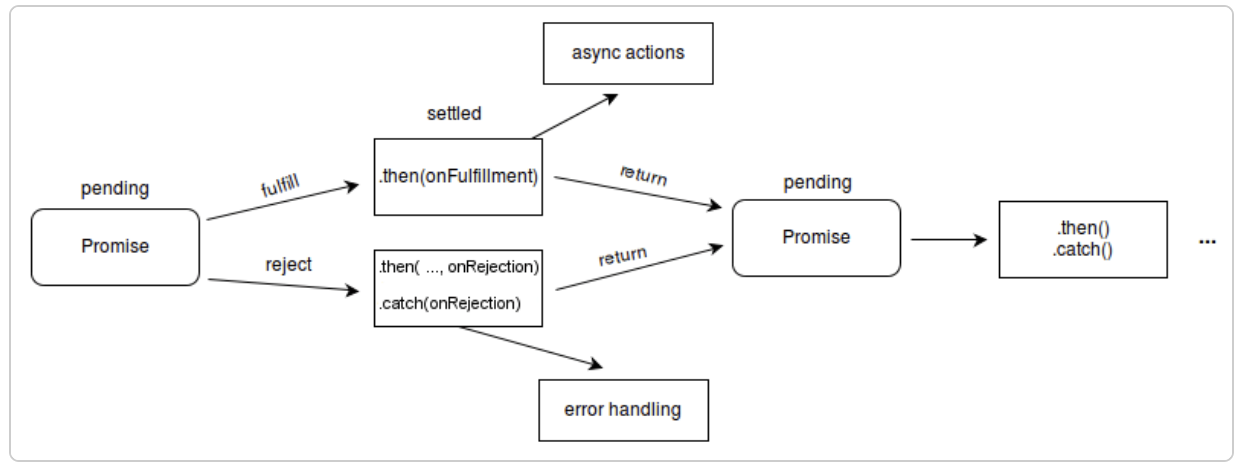 async actions
settled
.then(onFulfillment)
fulfill
return
pending
pending
Promise
Promise
.then()
.catch()
...
reject
.then( ..., onRejection)
.catch(onRejection)
return
error handling